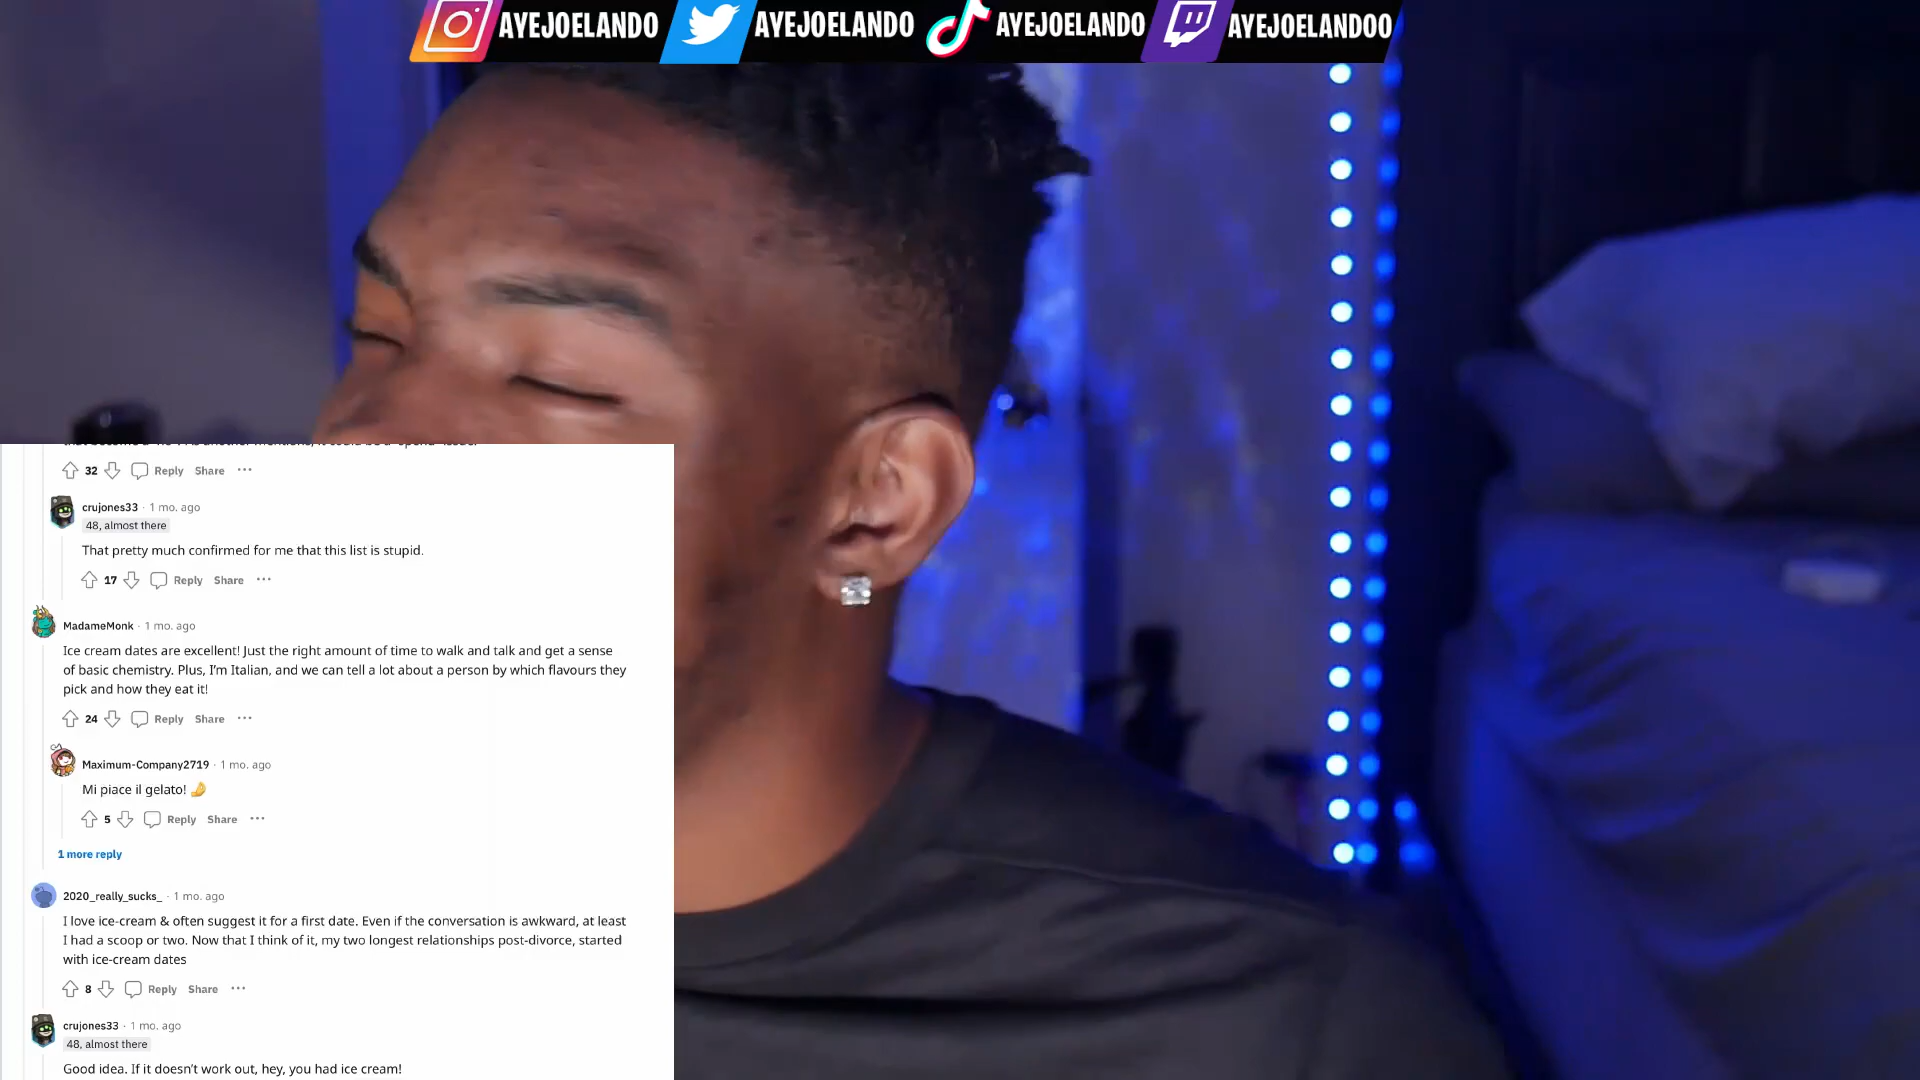 AYEJOELANDO AYEJOELANDO AYEJOELANDO AYEJOELANDOO
32 Reply Share
crujones33 · 1 mo. ago
48, almost there
That pretty much confirmed for me that this list is stupid.
17 Reply Share
MadameMonk · 1 mo. ago
Ice cream dates are excellent! Just the right amount of time to walk and talk and get a sense
of basic chemistry. Plus, I’m Italian, and we can tell a lot about a person by which flavours they
pick and how they eat it!
24 Reply Share
Maximum-Company2719 · 1 mo. ago
Mi piace il gelato! 🤌
5 Reply Share
1 more reply
2020_really_sucks_ · 1 mo. ago
I love ice-cream & often suggest it for a first date. Even if the conversation is awkward, at least
I had a scoop or two. Now that I think of it, my two longest relationships post-divorce, started
with ice-cream dates
8 Reply Share
crujones33 · 1 mo. ago
48, almost there
Good idea. If it doesn’t work out, hey, you had ice cream!